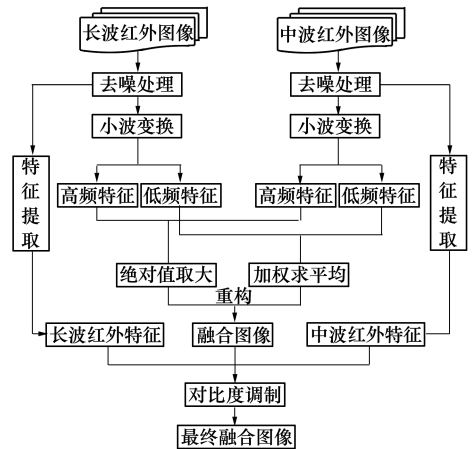 长波红外图像
中波红外图像
去噪处理
去噪处理
小波变换
小波变换
特征提取
特征提取
高频特征
低频特征
高频特征
低频特征
绝对值取大
加权求平均
重构
长波红外特征
融合图像
中波红外特征
对比度调制
最终融合图像